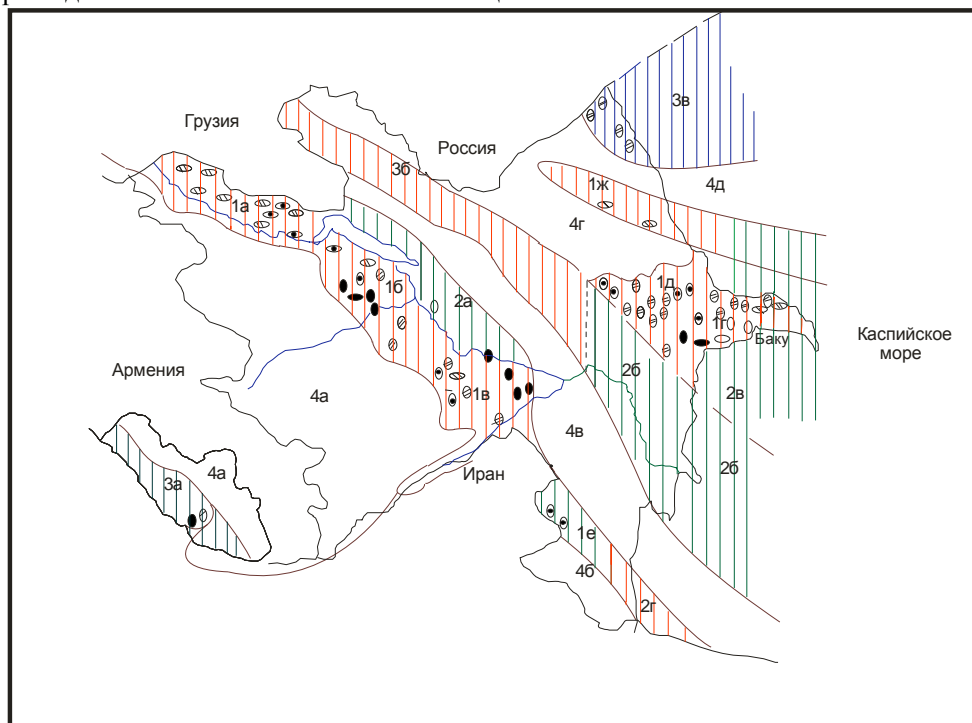 3в
Грузия
Россия
3б
1ж
4д
1а
4г
1б
1д
2а
1г
Баку
Каспийское
море
Армения
4а
1в
2б
2в
4в
2б
Иран
3а
4а
1е
4б
2г